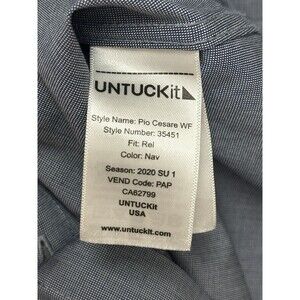 UNTUCKit
Style Name: Pio Cesare WF
Style Number: 35451
Fit: Rel
Color: Nav
Season: 2020 SU 1
VEND Code: PAP
CA62799
UNTUCKit
USA
www.untuckit.com